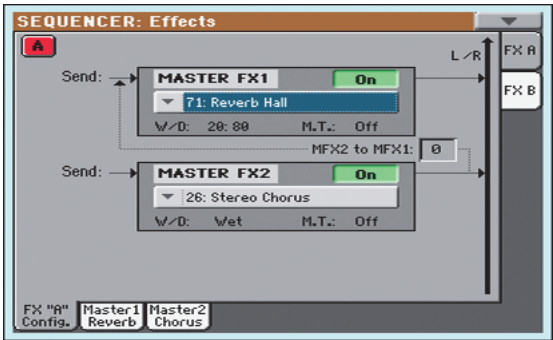 SEQUENCER: Effects
A
L/R
FX A
FX B
Send:
MASTER FX1
On
71: Reverb Hall
W/D: 20:80 M.T.: Off
MFX2 to MFX1: 0
Send:
MASTER FX2
On
26: Stereo Chorus
W/D: Wet M.T.: Off
FX "A" Config.
Master1 Reverb
Master2 Chorus